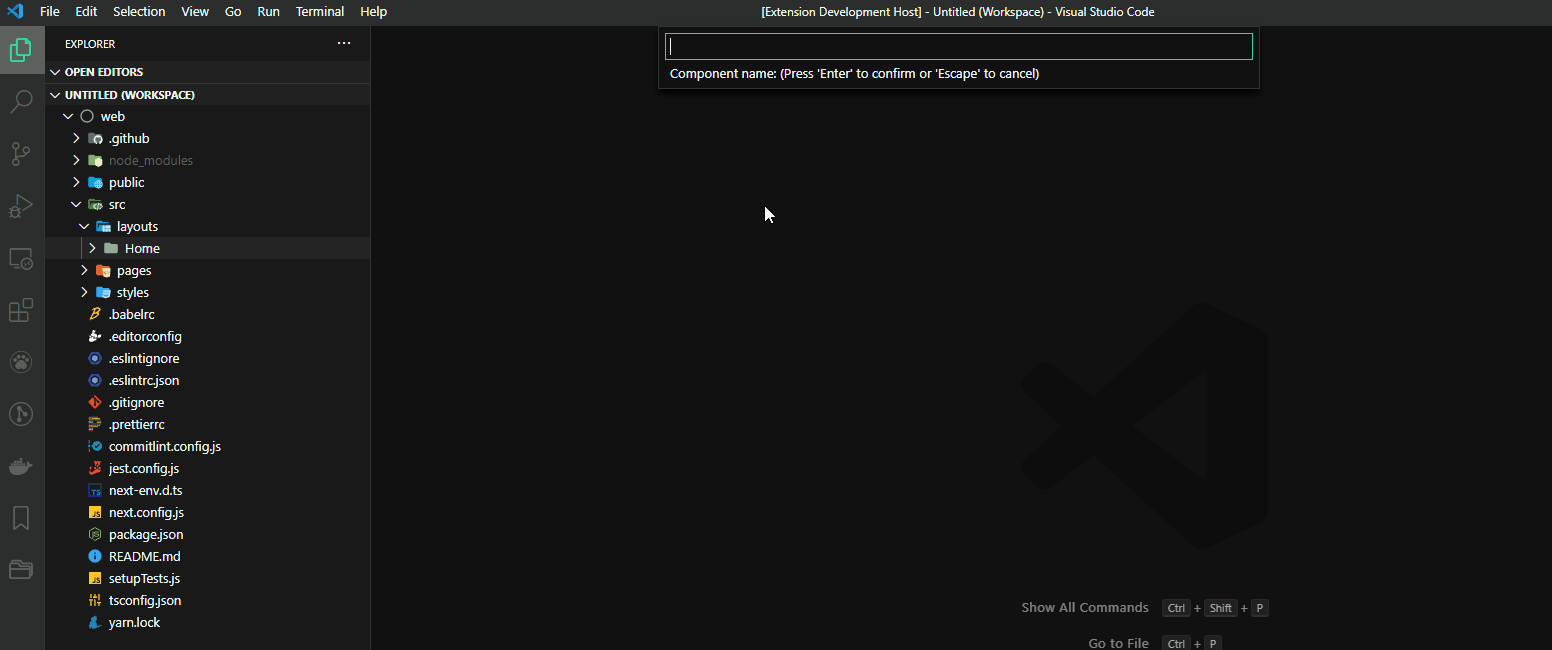 File Edit Selection View Go Run Terminal Help [Extension Development Host] - Untitled (Workspace) - Visual Studio Code
EXPLORER ...
Component name: (Press 'Enter' to confirm or 'Escape' to cancel)
OPEN EDITORS
UNTITLED (WORKSPACE)
web
.github
node_modules
public
src
layouts
Home
pages
styles
.babelrc
.editorconfig
.eslintignore
.eslintrc.json
.gitignore
.prettierrc
commitlint.config.js
jest.config.js
TS next-env.d.ts
JS next.config.js
package.json
README.md
JS setupTests.js
tsconfig.json
yarn.lock
Show All Commands Ctrl + Shift + P
Go to File Ctrl + P